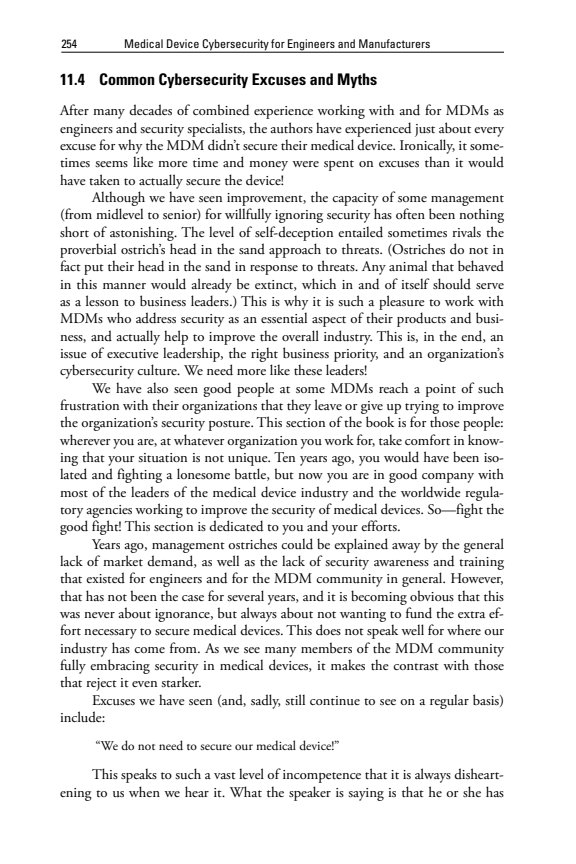 254 Medical Device Cybersecurity for Engineers and Manufacturers
11.4 Common Cybersecurity Excuses and Myths
After many decades of combined experience working with and for MDMs as
engineers and security specialists, the authors have experienced just about every
excuse for why the MDM didn’t secure their medical device. Ironically, it some-
times seems like more time and money were spent on excuses than it would
have taken to actually secure the device!
Although we have seen improvement, the capacity of some management
(from midlevel to senior) for willfully ignoring security has often been nothing
short of astonishing. The level of self-deception entailed sometimes rivals the
proverbial ostrich’s head in the sand approach to threats. (Ostriches do not in
fact put their head in the sand in response to threats. Any animal that behaved
in this manner would already be extinct, which in and of itself should serve
as a lesson to business leaders.) This is why it is such a pleasure to work with
MDMs who address security as an essential aspect of their products and busi-
ness, and actually help to improve the overall industry. This is, in the end, an
issue of executive leadership, the right business priority, and an organization’s
cybersecurity culture. We need more like these leaders!
We have also seen good people at some MDMs reach a point of such
frustration with their organizations that they leave or give up trying to improve
the organization’s security posture. This section of the book is for those people:
wherever you are, at whatever organization you work for, take comfort in know-
ing that your situation is not unique. Ten years ago, you would have been iso-
lated and fighting a lonesome battle, but now you are in good company with
most of the leaders of the medical device industry and the worldwide regula-
tory agencies working to improve the security of medical devices. So—fight the
good fight! This section is dedicated to you and your efforts.
Years ago, management ostriches could be explained away by the general
lack of market demand, as well as the lack of security awareness and training
that existed for engineers and for the MDM community in general. However,
that has not been the case for several years, and it is becoming obvious that this
was never about ignorance, but always about not wanting to fund the extra ef-
fort necessary to secure medical devices. This does not speak well for where our
industry has come from. As we see many members of the MDM community
fully embracing security in medical devices, it makes the contrast with those
that reject it even starker.
Excuses we have seen (and, sadly, still continue to see on a regular basis)
include:
“We do not need to secure our medical device!”
This speaks to such a vast level of incompetence that it is always disheart-
ening to us when we hear it. What the speaker is saying is that he or she has